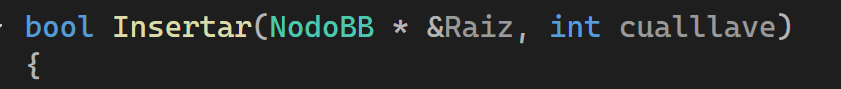 bool Insertar(NodoBB * &Raiz, int cualllave)
{